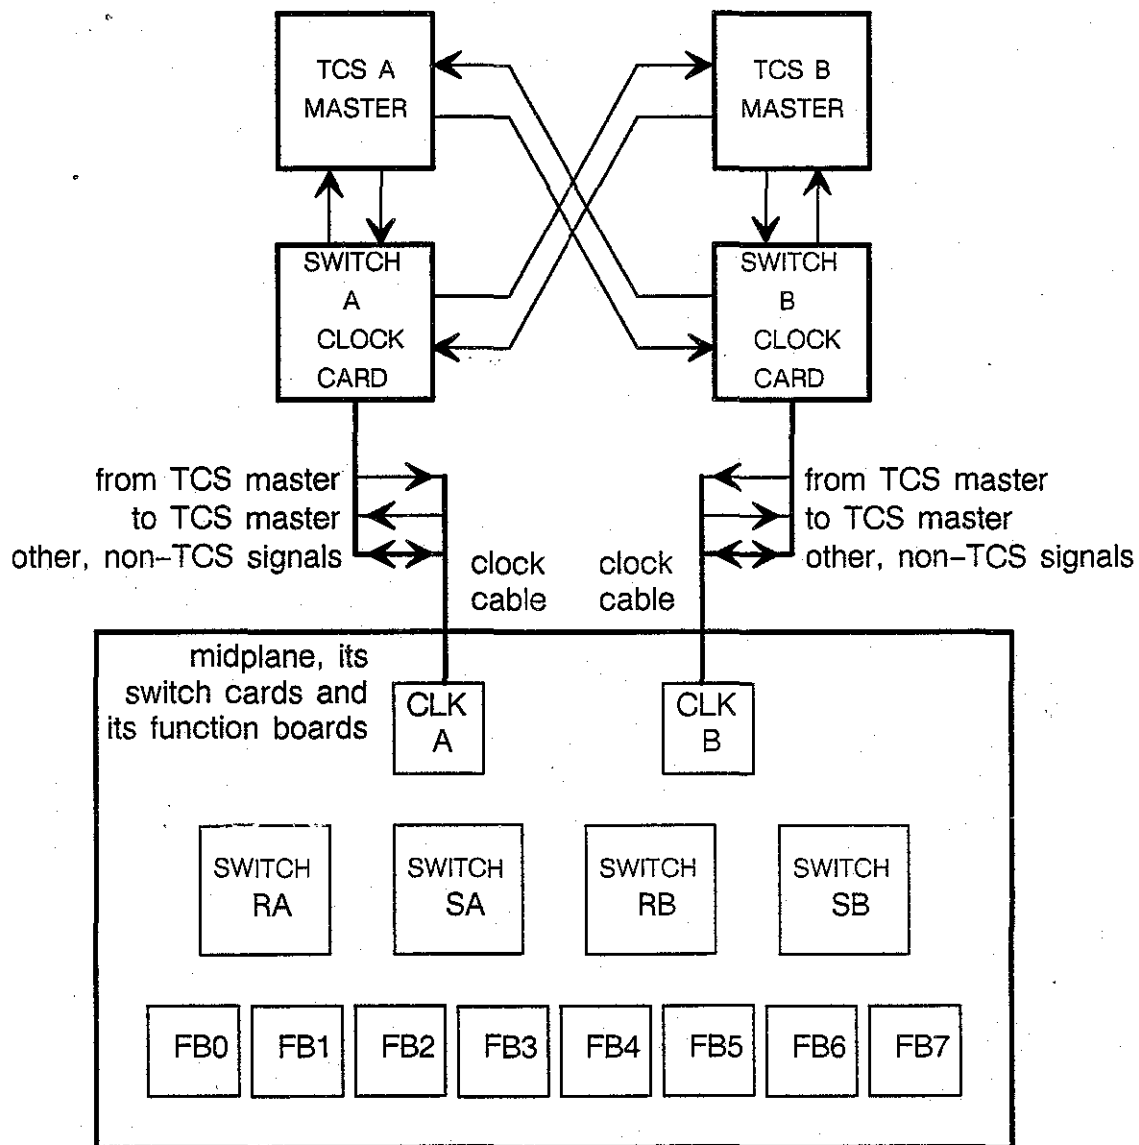 TCS A
MASTER
TCS B
MASTER
SWITCH
A
CLOCK
CARD
SWITCH
B
CLOCK
CARD
from TCS master
to TCS master
other, non-TCS signals
from TCS master
to TCS master
other, non-TCS signals
clock
cable
clock
cable
midplane, its
switch cards and
its function boards
CLK
A
CLK
B
SWITCH
RA
SWITCH
SA
SWITCH
RB
SWITCH
SB
FB0 FB1 FB2 FB3 FB4 FB5 FB6 FB7